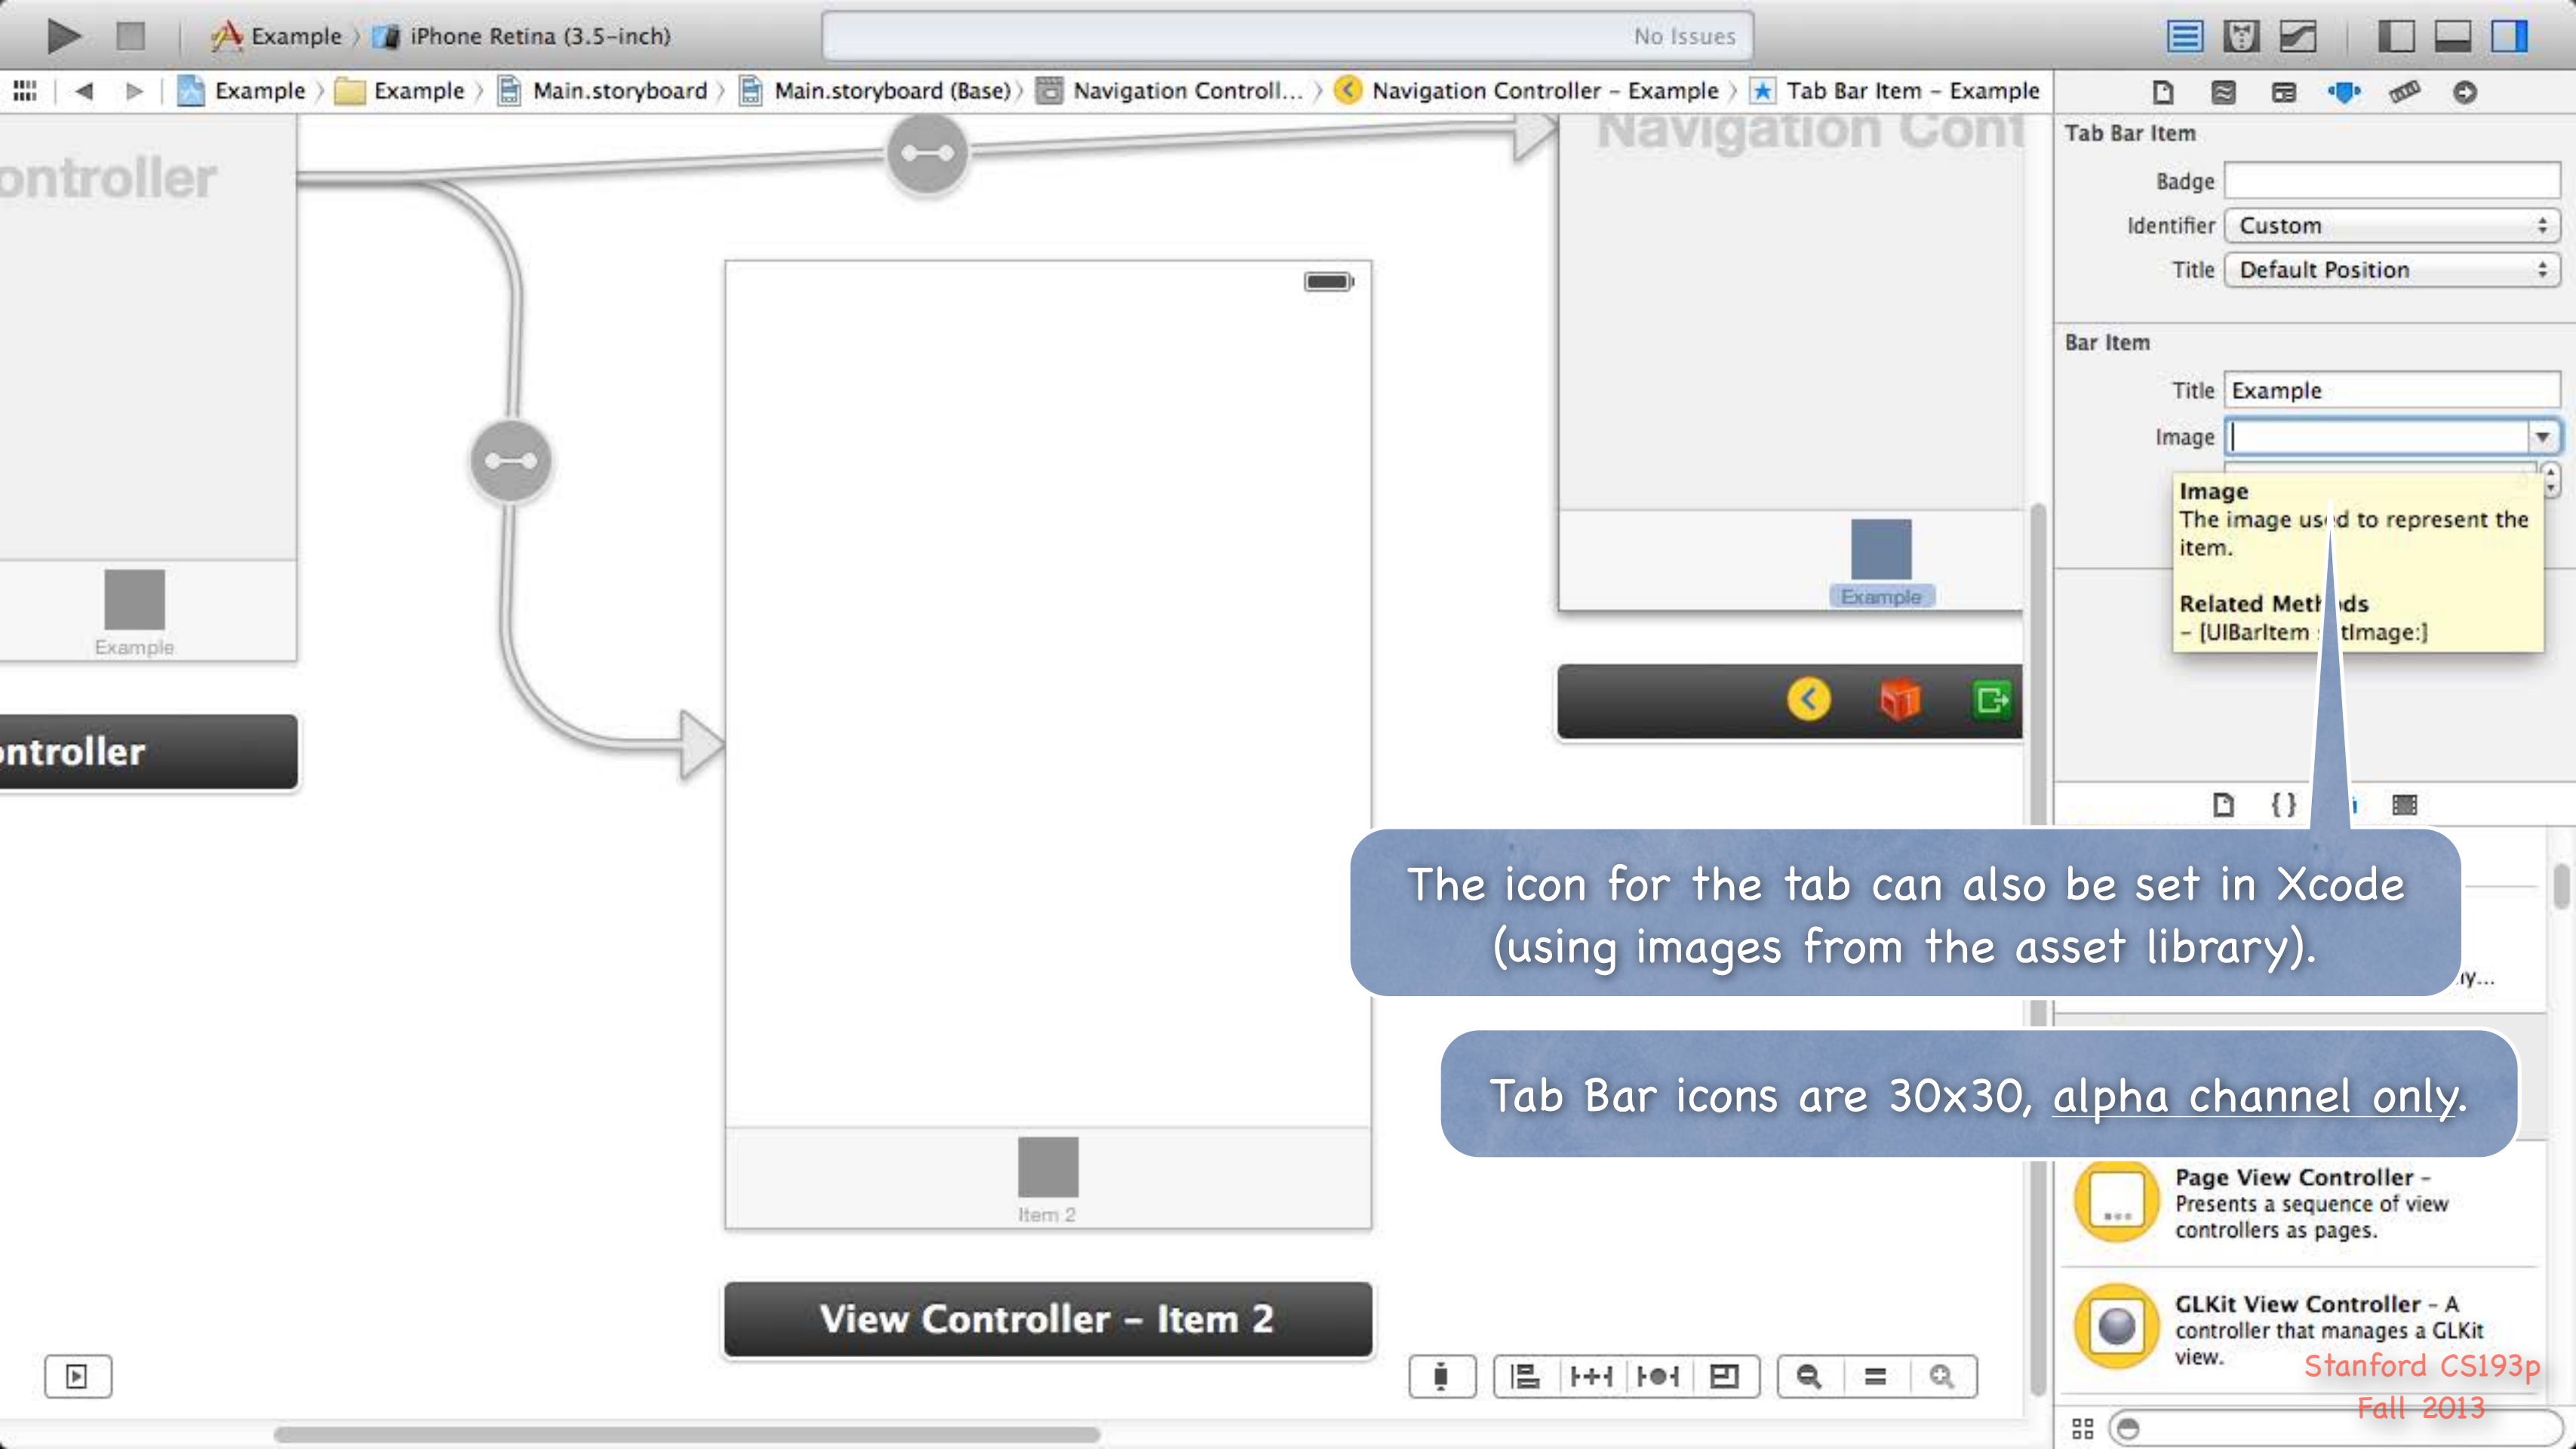 Example
iPhone Retina (3.5-inch)
No Issues
Example
Example
Main.storyboard
Main.storyboard (Base)
Navigation Controll...
Navigation Controller – Example
Tab Bar Item – Example
ontroller
Navigation Cont
Tab Bar Item
Badge
Identifier Custom
Title Default Position
Bar Item
Title Example
Image
Image
The image used to represent the
item.
Related Methods
– [UIBarItem setImage:]
Example
Example
ontroller
The icon for the tab can also be set in Xcode
(using images from the asset library).
Tab Bar icons are 30x30, alpha channel only.
Item 2
Page View Controller –
Presents a sequence of view
controllers as pages.
View Controller – Item 2
GLKit View Controller – A
controller that manages a GLKit
view.
Stanford CS193p
Fall 2013